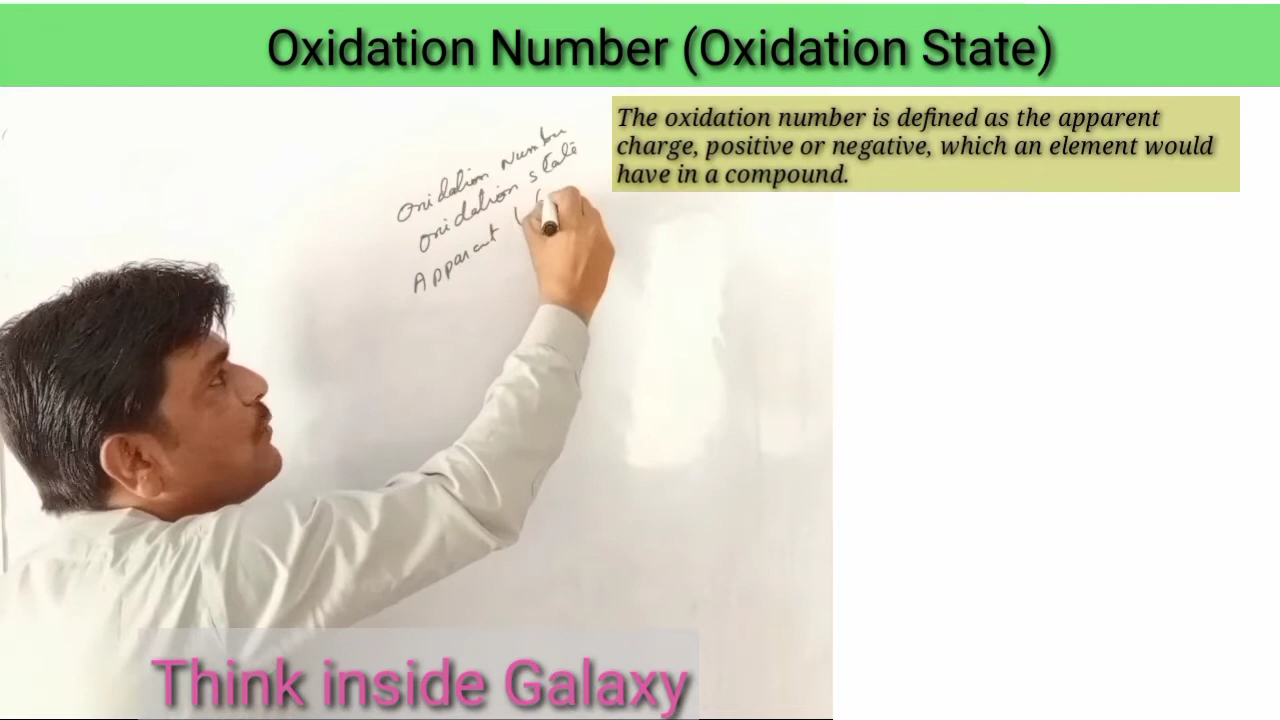 Oxidation Number (Oxidation State)
The oxidation number is defined as the apparent
charge, positive or negative, which an element would
have in a compound.
Oxidation Number
Oxidation state
Apparent
Think inside Galaxy